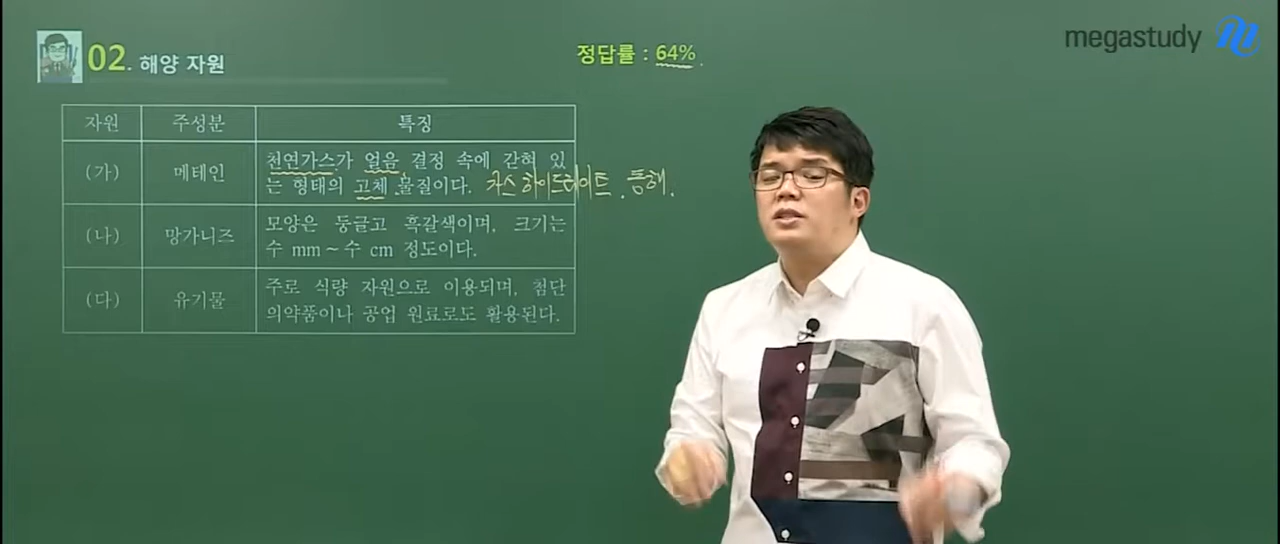 megastudy
02. 해양 자원
정답률 : 64%
자원 주성분 특징
(가) 메테인 천연가스가 얼음 결정 속에 갇혀 있
는 형태의 고체 물질이다. 가스하이드레이트. 동해.
(나) 망가니즈 모양은 둥글고 흑갈색이며, 크기는
수 mm ~ 수 cm 정도이다.
(다) 유기물 주로 식량 자원으로 이용되며, 첨단
의약품이나 공업 원료로도 활용된다.